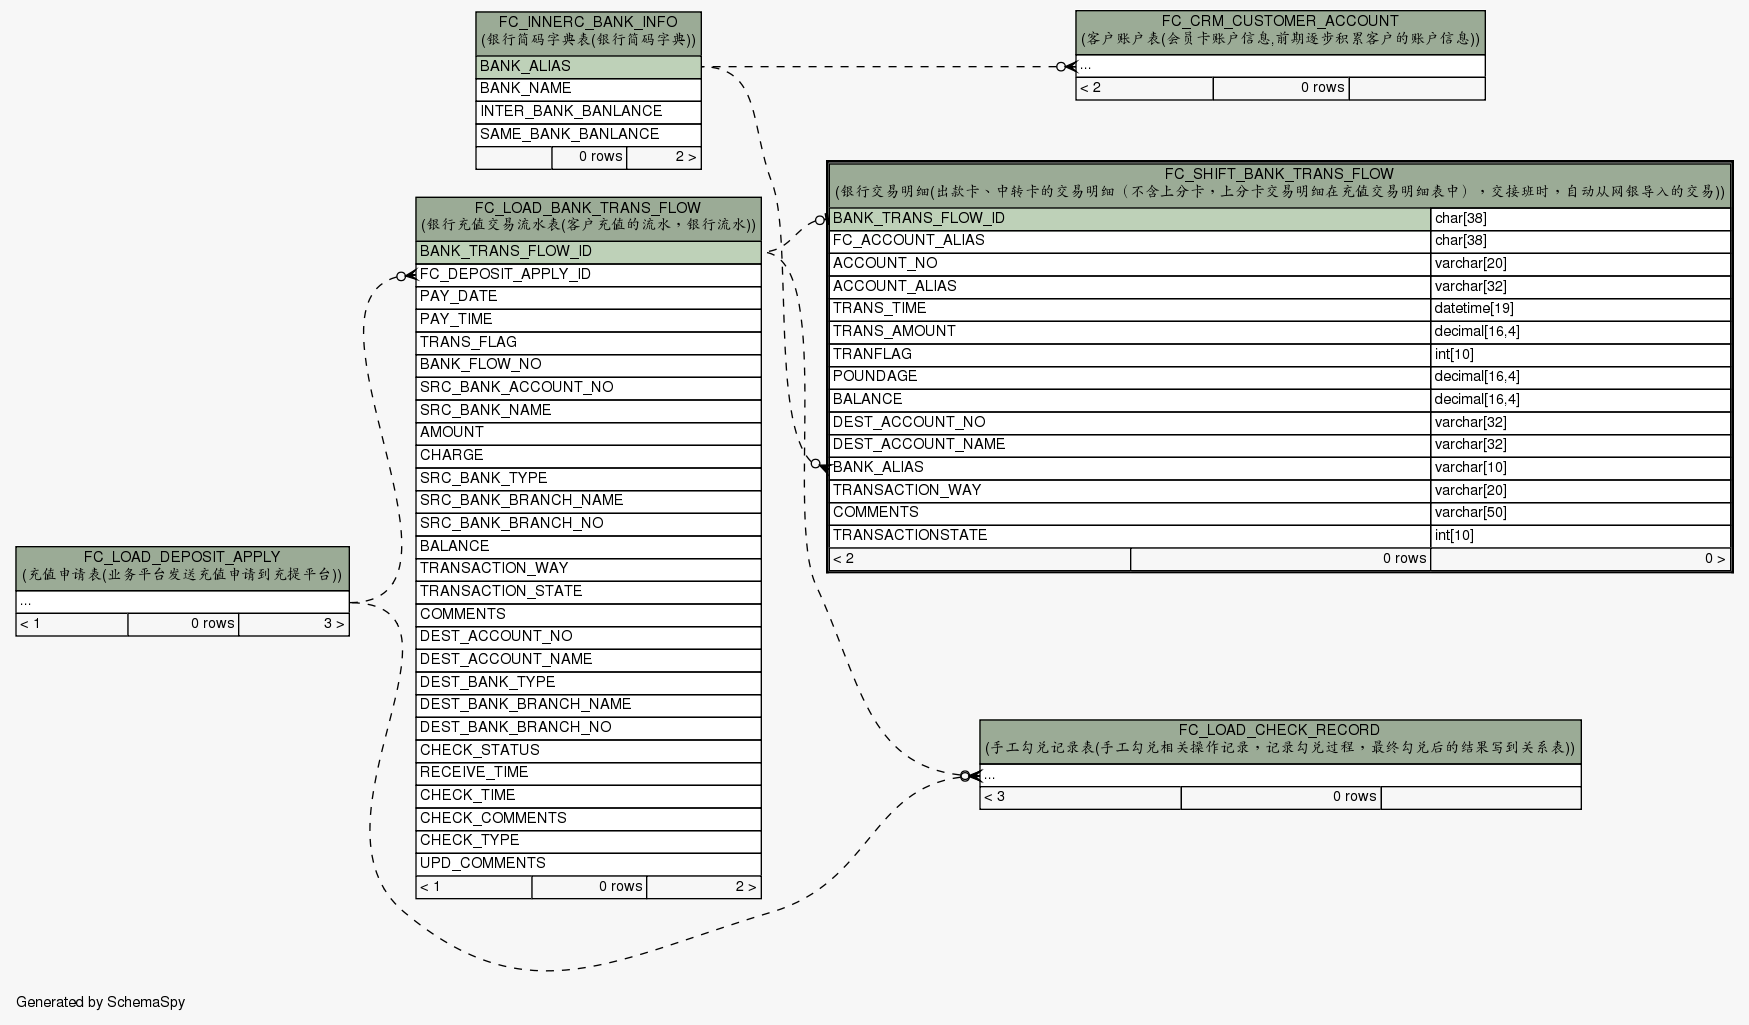 FC_INNERC_BANK_INFO
(银行简码字典表(银行简码字典))
BANK_ALIAS
BANK_NAME
INTER_BANK_BANLANCE
SAME_BANK_BANLANCE
0 rows 2 >
FC_CRM_CUSTOMER_ACCOUNT
(客户账户表(会员卡账户信息,前期逐步积累客户的账户信息))
...
< 2 0 rows
FC_SHIFT_BANK_TRANS_FLOW
(银行交易明细(出款卡、中转卡的交易明细（不含上分卡，上分卡交易明细在充值交易明细表中），交接班时，自动从网银导入的交易))
BANK_TRANS_FLOW_ID char[38]
FC_ACCOUNT_ALIAS char[38]
ACCOUNT_NO varchar[20]
ACCOUNT_ALIAS varchar[32]
TRANS_TIME datetime[19]
TRANS_AMOUNT decimal[16,4]
TRANFLAG int[10]
POUNDAGE decimal[16,4]
BALANCE decimal[16,4]
DEST_ACCOUNT_NO varchar[32]
DEST_ACCOUNT_NAME varchar[32]
BANK_ALIAS varchar[10]
TRANSACTION_WAY varchar[20]
COMMENTS varchar[50]
TRANSACTIONSTATE int[10]
< 2 0 rows 0 >
FC_LOAD_BANK_TRANS_FLOW
(银行充值交易流水表(客户充值的流水，银行流水))
BANK_TRANS_FLOW_ID
FC_DEPOSIT_APPLY_ID
PAY_DATE
PAY_TIME
TRANS_FLAG
BANK_FLOW_NO
SRC_BANK_ACCOUNT_NO
SRC_BANK_NAME
AMOUNT
CHARGE
SRC_BANK_TYPE
SRC_BANK_BRANCH_NAME
SRC_BANK_BRANCH_NO
BALANCE
TRANSACTION_WAY
TRANSACTION_STATE
COMMENTS
DEST_ACCOUNT_NO
DEST_ACCOUNT_NAME
DEST_BANK_TYPE
DEST_BANK_BRANCH_NAME
DEST_BANK_BRANCH_NO
CHECK_STATUS
RECEIVE_TIME
CHECK_TIME
CHECK_COMMENTS
CHECK_TYPE
UPD_COMMENTS
< 1 0 rows 2 >
FC_LOAD_DEPOSIT_APPLY
(充值申请表(业务平台发送充值申请到充提平台))
...
< 1 0 rows 3 >
FC_LOAD_CHECK_RECORD
(手工勾兑记录表(手工勾兑相关操作记录，记录勾兑过程，最终勾兑后的结果写到关系表))
...
< 3 0 rows
Generated by SchemaSpy